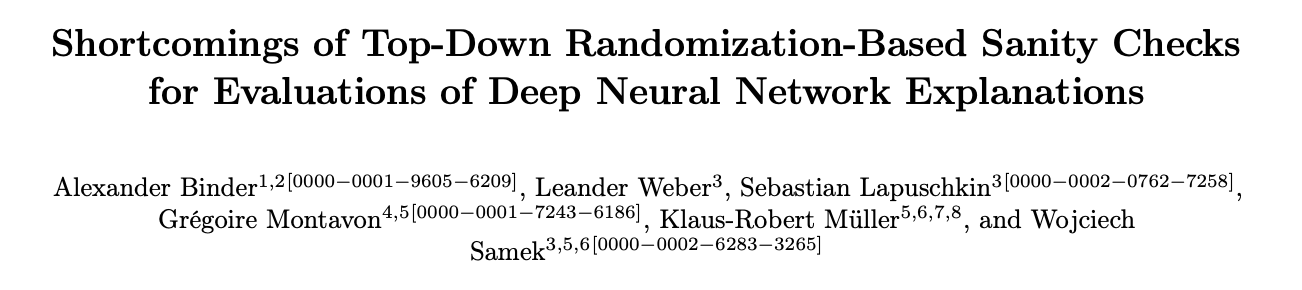 Shortcomings of Top-Down Randomization-Based Sanity Checks
for Evaluations of Deep Neural Network Explanations
Alexander Binder1,2[0000−0001−9605−6209], Leander Weber3, Sebastian Lapuschkin3[0000−0002−0762−7258],
Grégoire Montavon4,5[0000−0001−7243−6186], Klaus-Robert Müller5,6,7,8, and Wojciech
Samek3,5,6[0000−0002−6283−3265]